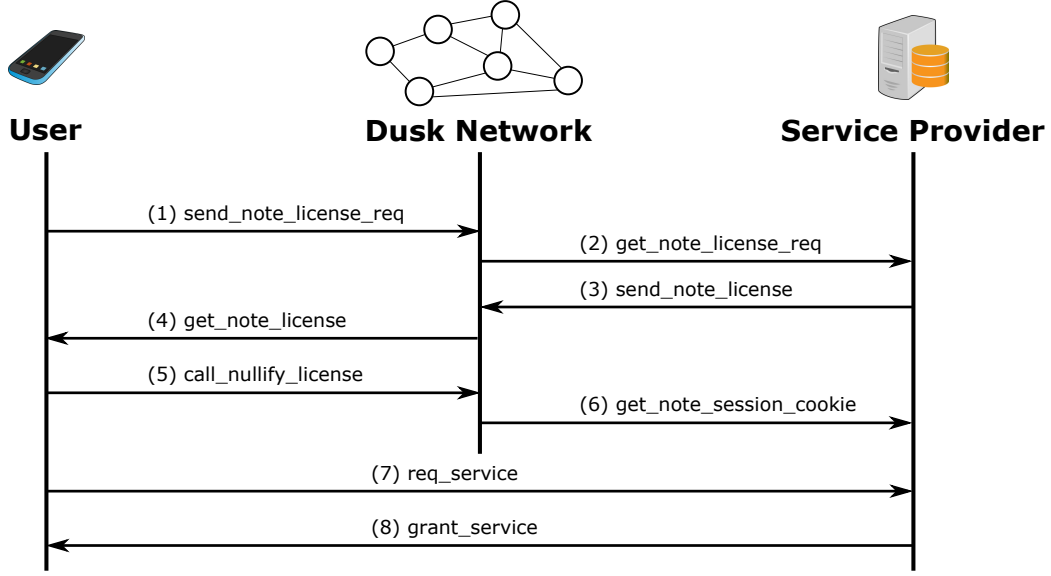 User
Dusk Network
Service Provider
(1) send_note_license_req
(2) get_note_license_req
(3) send_note_license
(4) get_note_license
(5) call_nullify_license
(6) get_note_session_cookie
(7) req_service
(8) grant_service